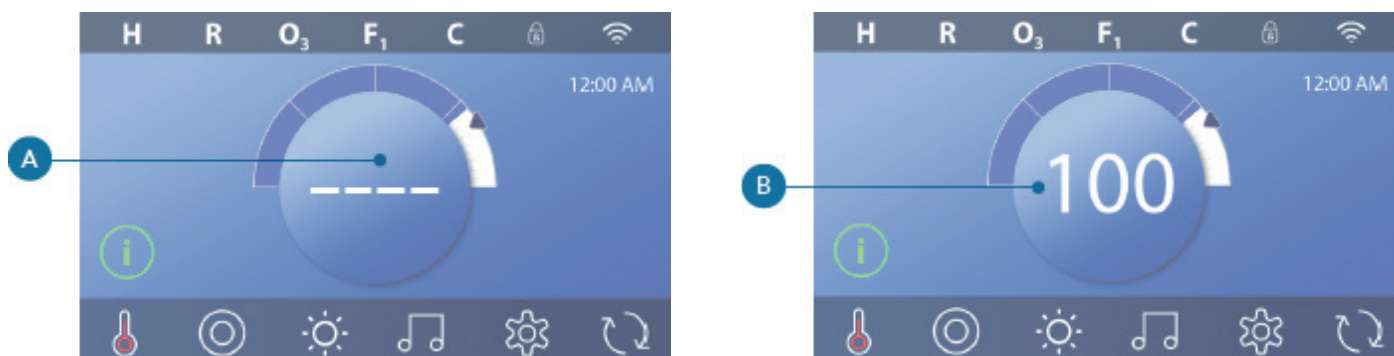 H R O₃ F₁ C
12:00 AM
A
----
i
H R O₃ F₁ C
12:00 AM
B
100
i